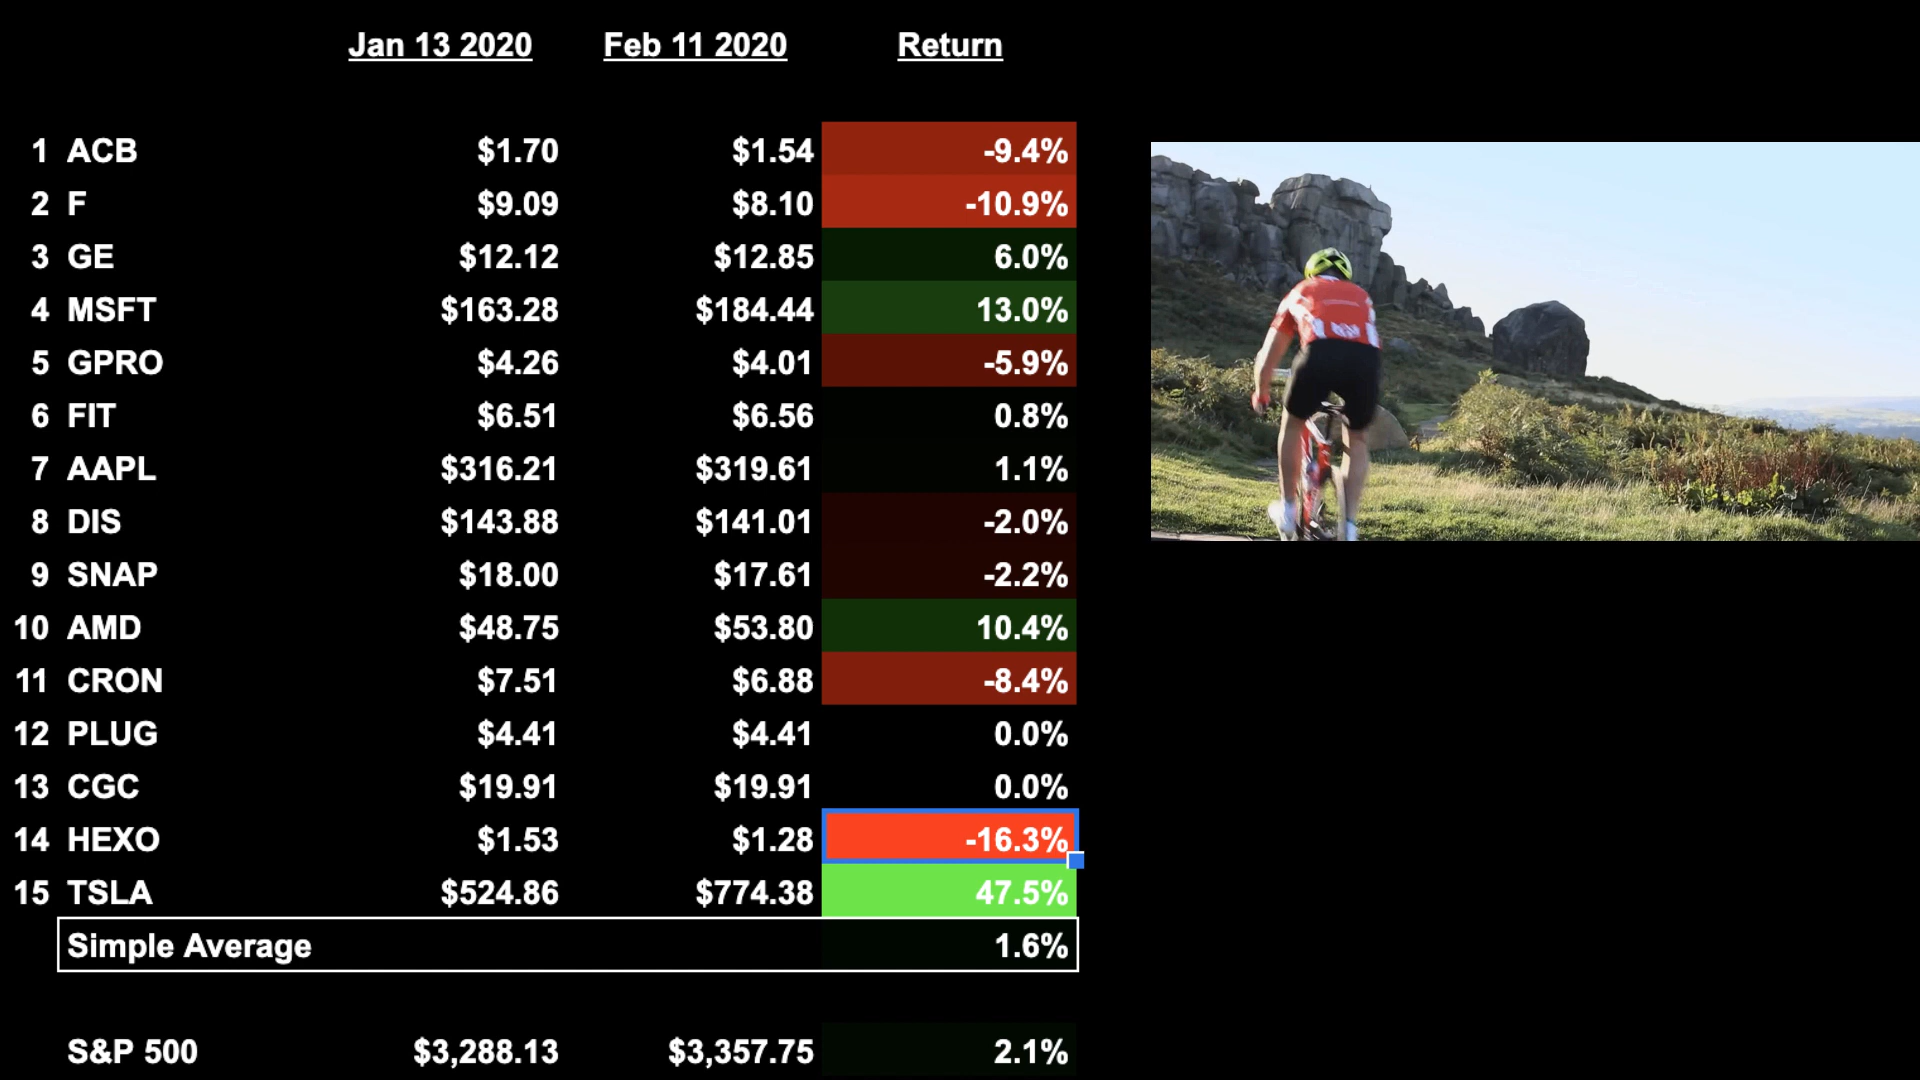 Jan 13 2020 Feb 11 2020 Return
1 ACB $1.70 $1.54 -9.4%
2 F $9.09 $8.10 -10.9%
3 GE $12.12 $12.85 6.0%
4 MSFT $163.28 $184.44 13.0%
5 GPRO $4.26 $4.01 -5.9%
6 FIT $6.51 $6.56 0.8%
7 AAPL $316.21 $319.61 1.1%
8 DIS $143.88 $141.01 -2.0%
9 SNAP $18.00 $17.61 -2.2%
10 AMD $48.75 $53.80 10.4%
11 CRON $7.51 $6.88 -8.4%
12 PLUG $4.41 $4.41 0.0%
13 CGC $19.91 $19.91 0.0%
14 HEXO $1.53 $1.28 -16.3%
15 TSLA $524.86 $774.38 47.5%
Simple Average 1.6%
S&P 500 $3,288.13 $3,357.75 2.1%